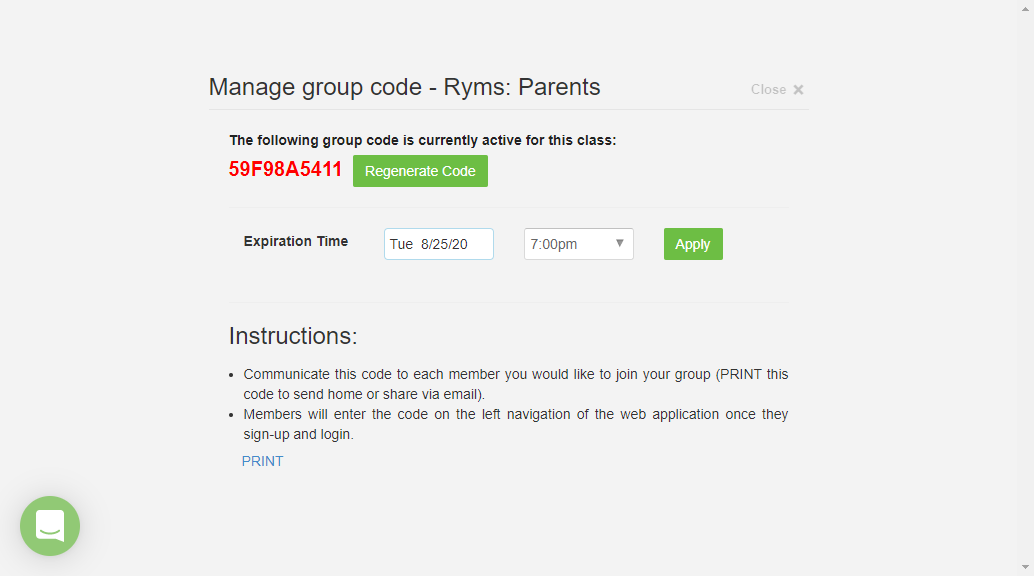 Manage group code - Ryms: Parents
Close ×
The following group code is currently active for this class:
59F98A5411 Regenerate Code
Expiration Time Tue 8/25/20 7:00pm ▼ Apply
Instructions:
• Communicate this code to each member you would like to join your group (PRINT this
code to send home or share via email).
• Members will enter the code on the left navigation of the web application once they
sign-up and login.
PRINT